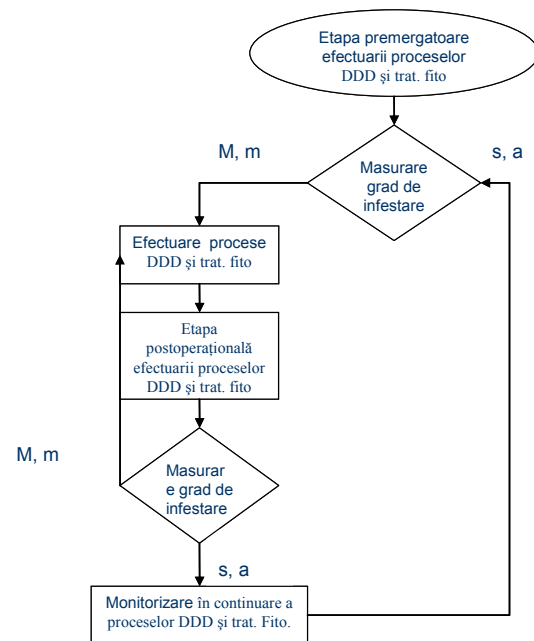 Etapa premergatoare
efectuarii proceselor
DDD şi trat. fito
M, m
s, a
Masurare
grad de
infestare
Efectuare procese
DDD şi trat. fito
Etapa
postoperaţională
efectuarii proceselor
DDD şi trat. fito
M, m
Masurar
e grad de
infestare
s, a
Monitorizare în continuare a
proceselor DDD şi trat. Fito.